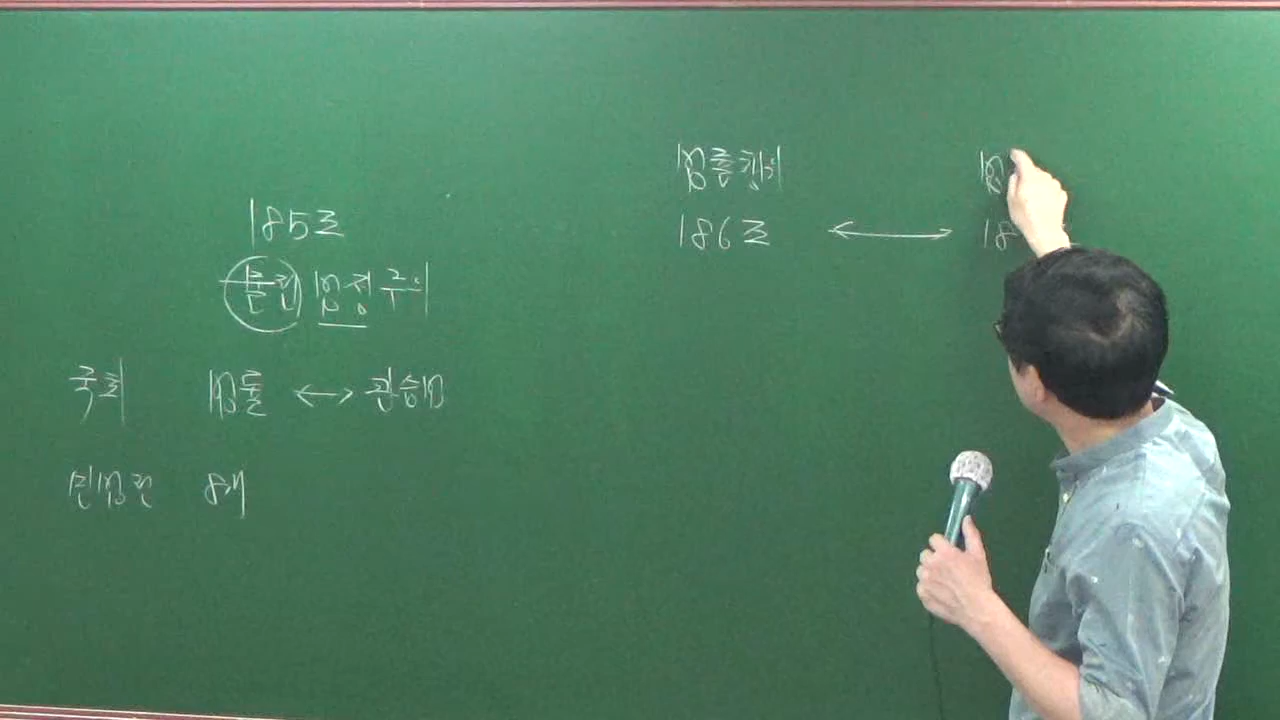 185조
물권 법정주의
국회 법률 ↔ 관습법
민법전 8개
법률행위
186조 ↔ 18